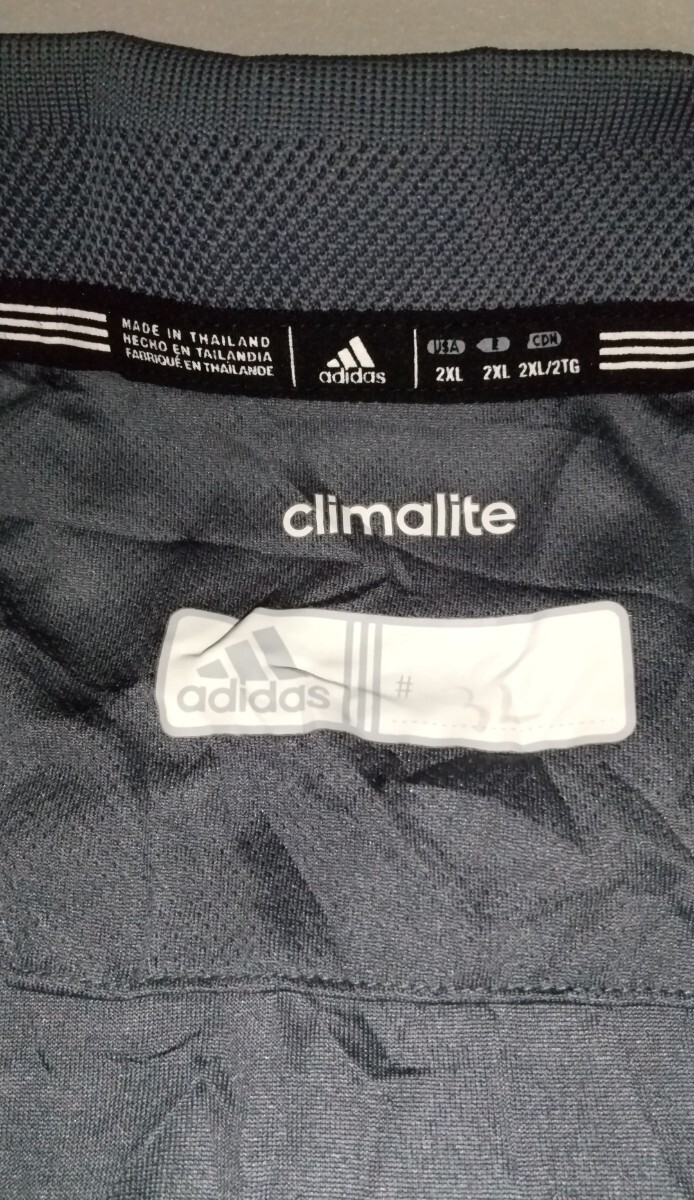 MADE IN THAILAND
HECHO EN TAILANDIA
FABRIQUÉ EN THAÏLANDE
adidas
USA E CDN
2XL 2XL 2XL/2TG
climalite
adidas
#